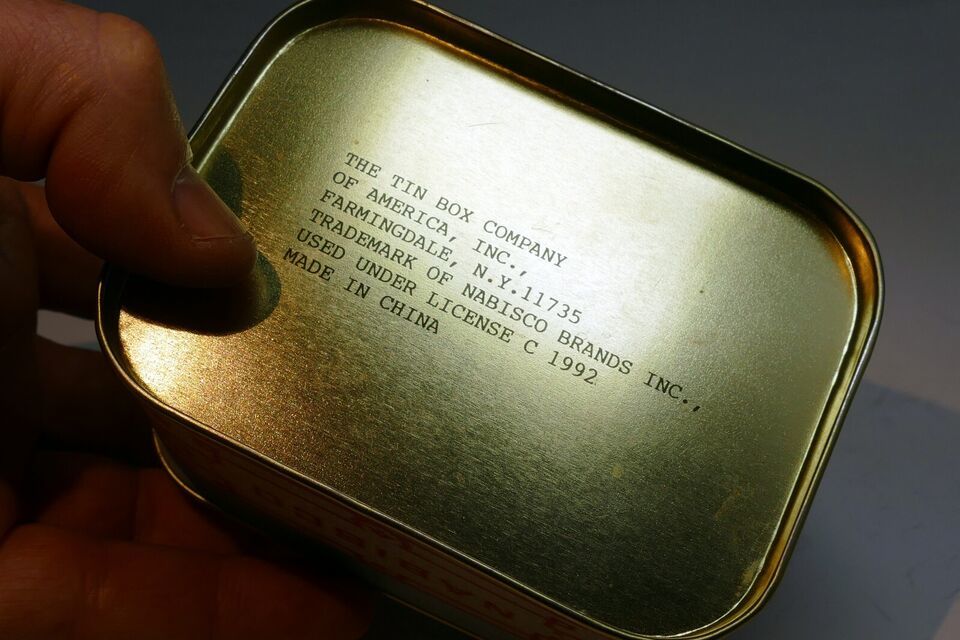 THE TIN BOX COMPANY
OF AMERICA, INC.,
FARMINGDALE, N.Y.11735
TRADEMARK OF NABISCO BRANDS INC.,
USED UNDER LICENSE C 1992
MADE IN CHINA